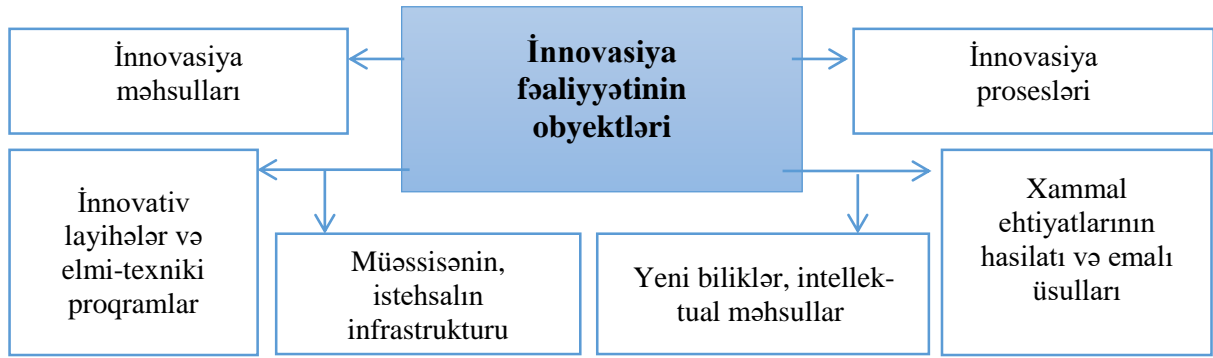 İnnovasiya
məhsulları
İnnovasiya
fəaliyyətinin
obyektləri
İnnovasiya
prosesləri
İnnovativ
layihələr və
elmi-texniki
proqramlar
Müəssisənin,
istehsalın
infrastrukturu
Yeni biliklər, intellek-
tual məhsullar
Xammal
ehtiyatlarının
hasilatı və emalı
üsulları